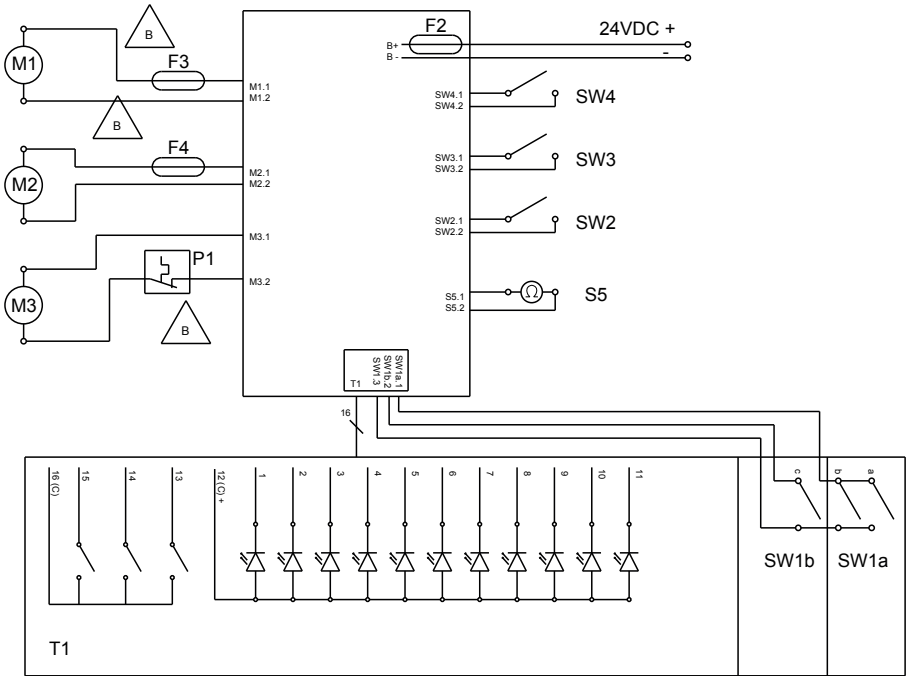 F2
24VDC +
B+
B -
-
B
M1
F3
M1.1
M1.2
SW4.1
SW4.2
SW4
B
F4
M2
M2.1
M2.2
SW3.1
SW3.2
SW3
SW2.1
SW2.2
SW2
M3.1
P1
M3.2
M3
B
S5.1
S5.2
Ω
S5
T1
SW1.3
SW1b.2
SW1a.1
16
16 (C)
15
14
13
12 (C) +
1
2
3
4
5
6
7
8
9
10
11
c
b
a
SW1b
SW1a
T1